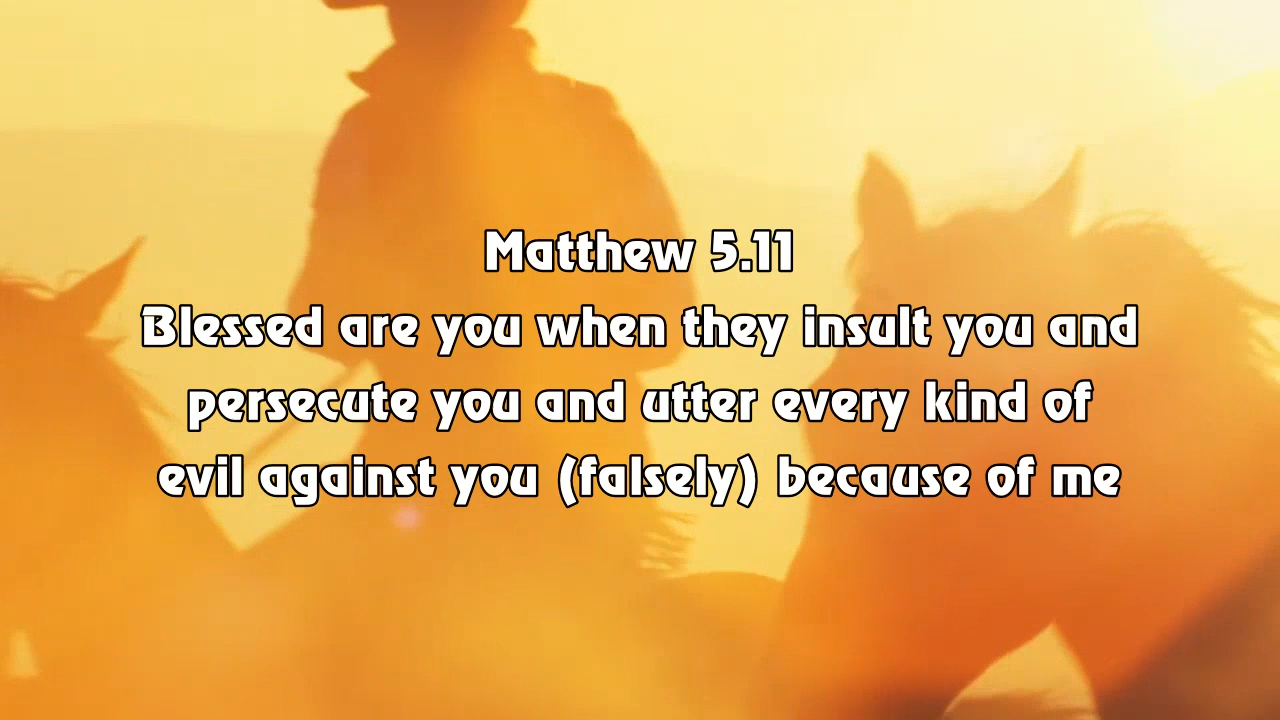 Matthew 5.11
Blessed are you when they insult you and
persecute you and utter every kind of
evil against you (falsely) because of me